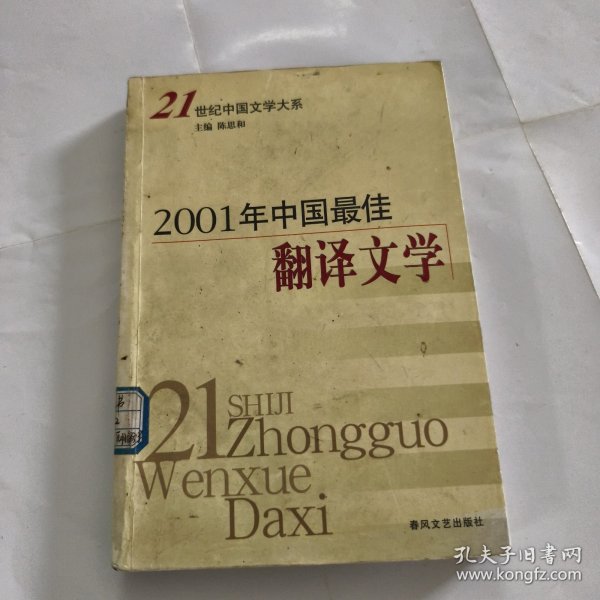 21世纪中国文学大系
主编 陈思和
2001年中国最佳
翻译文学
21 SHIJI
Zhongguo
Wenxue
Daxi
书
2
春风文艺出版社
孔夫子旧书网
www.kongfz.com